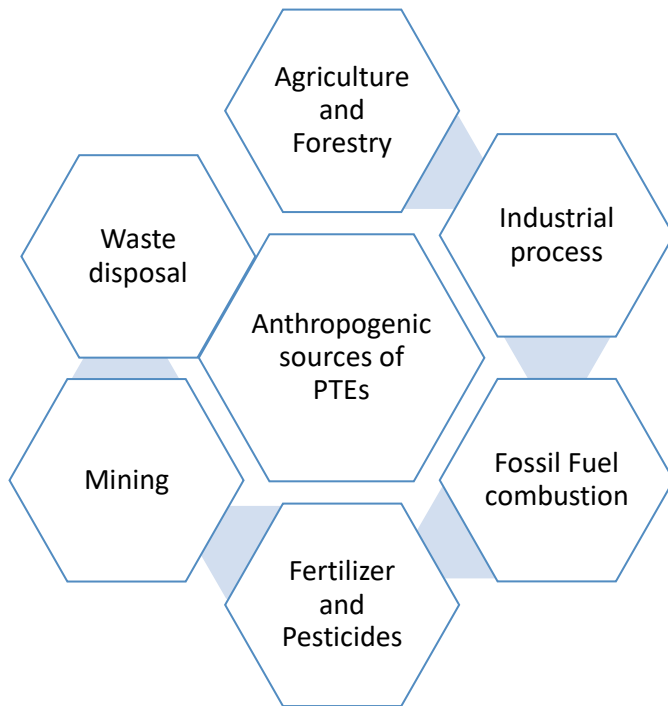 Agriculture
and
Forestry
Industrial
process
Waste
disposal
Anthropogenic
sources of
PTEs
Fossil Fuel
combustion
Mining
Fertilizer
and
Pesticides